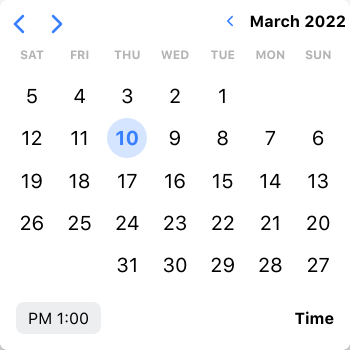 March 2022
SAT FRI THU WED TUE MON SUN
5 4 3 2 1
12 11 10 9 8 7 6
19 18 17 16 15 14 13
26 25 24 23 22 21 20
31 30 29 28 27
PM 1:00 Time